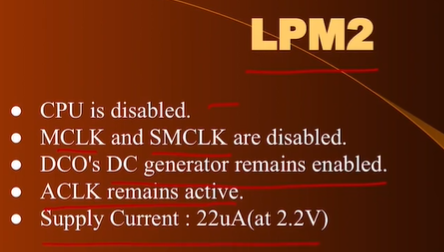 LPM2
● CPU is disabled.
● MCLK and SMCLK are disabled.
● DCO's DC generator remains enabled.
● ACLK remains active.
● Supply Current : 22uA(at 2.2V)